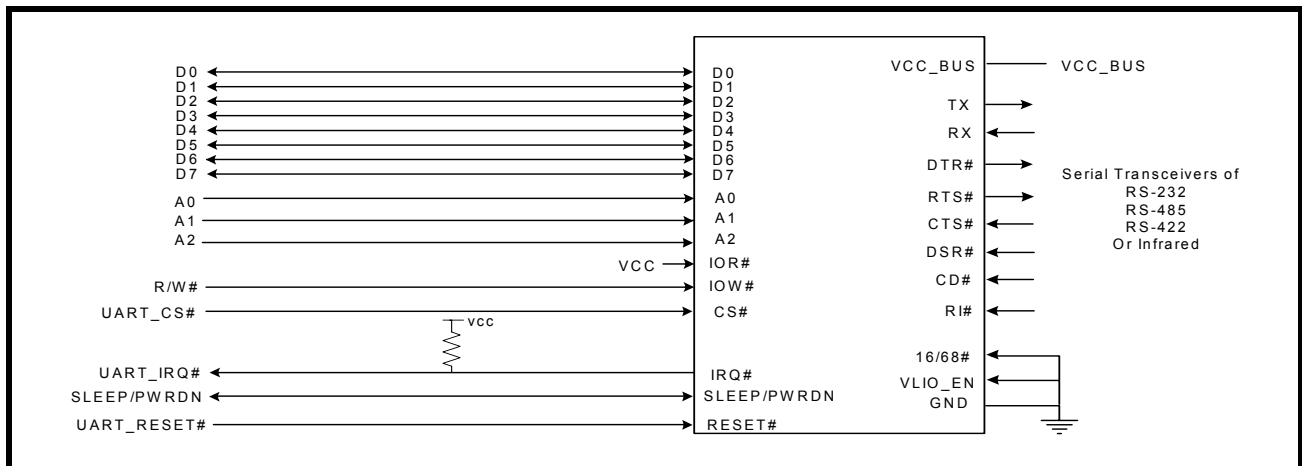 D0
D1
D2
D3
D4
D5
D6
D7
A0
A1
A2
VCC
R/W#
UART_CS#
vcc
UART_IRQ#
SLEEP/PWRDN
UART_RESET#
D0
D1
D2
D3
D4
D5
D6
D7
A0
A1
A2
IOR#
IOW#
CS#
IRQ#
SLEEP/PWRDN
RESET#
VCC_BUS
TX
RX
DTR#
RTS#
CTS#
DSR#
CD#
RI#
16/68#
VLIO_EN
GND
VCC_BUS
Serial Transceivers of
RS-232
RS-485
RS-422
Or Infrared